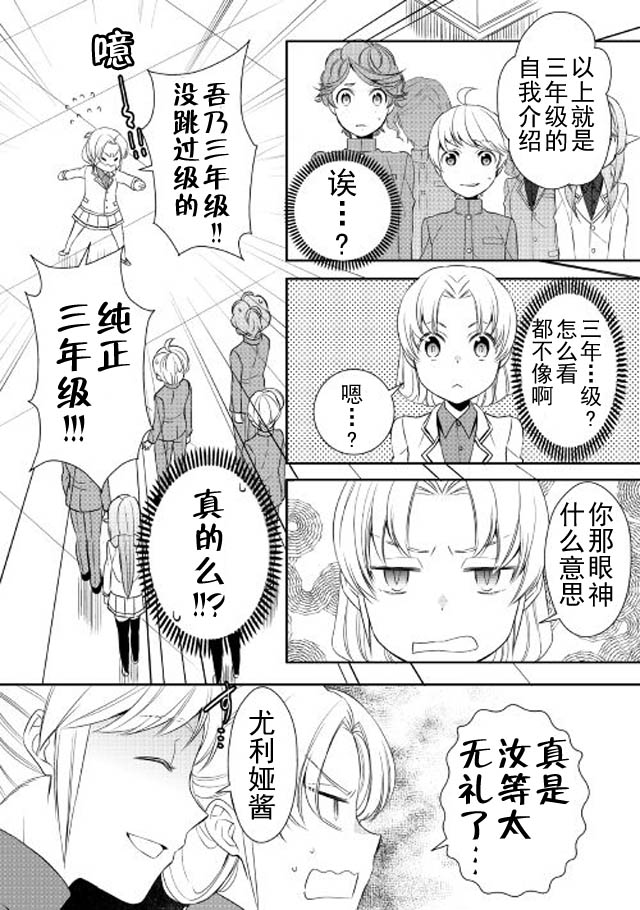 以上就是
三年级的
自我介绍
诶…?
三年…级?
怎么看
都不像啊
嗯…?
你那眼神
什么意思
噫
吾乃三年级
没跳过级的!!
纯正
三年级!!!
真的么!!?
真是
汝等太
无礼了…
尤利娅酱